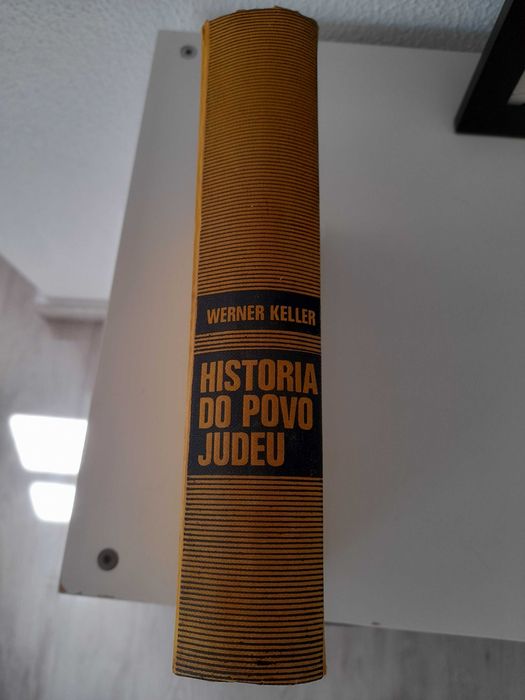 WERNER KELLER
HISTORIA
DO POVO
JUDEU